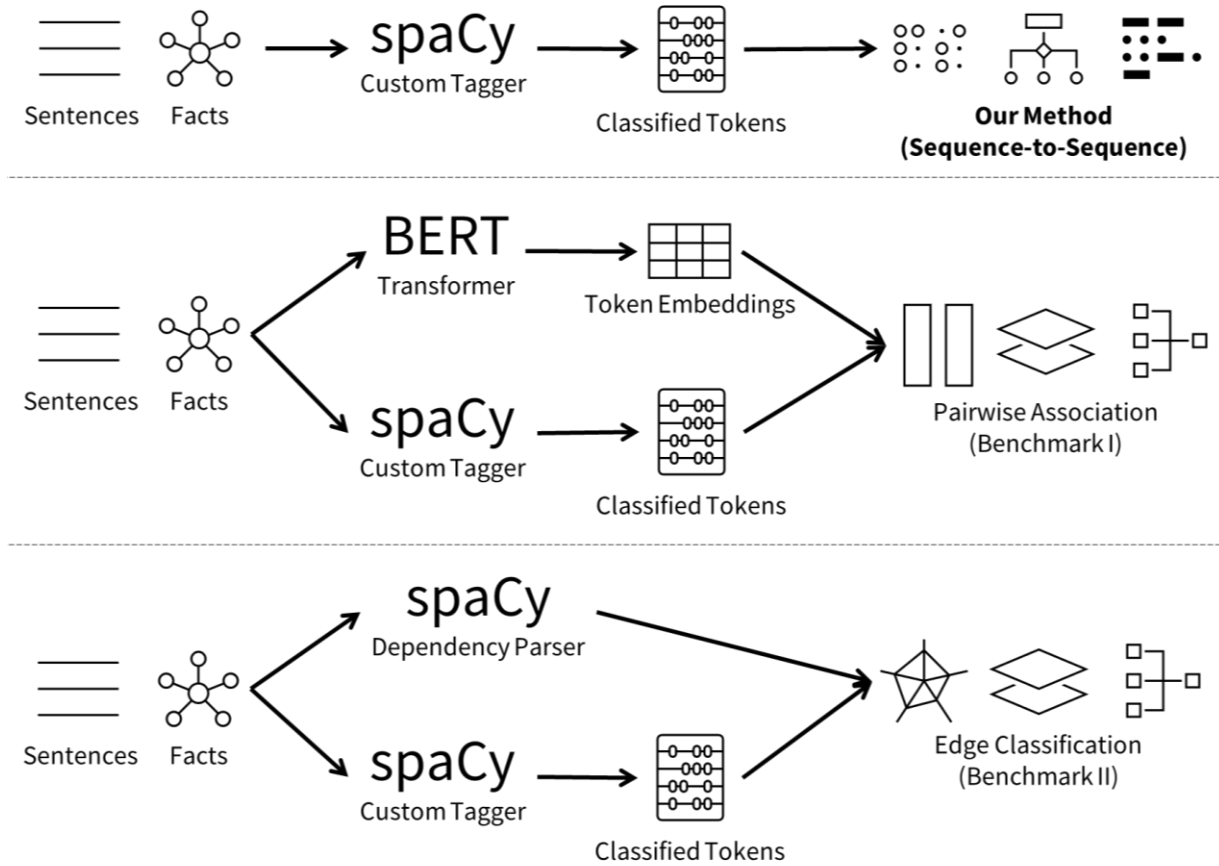 spaCy
Custom Tagger
Sentences
Facts
Classified Tokens
Our Method
(Sequence-to-Sequence)
BERT
Transformer
Token Embeddings
Sentences
Facts
spaCy
Custom Tagger
Classified Tokens
Pairwise Association
(Benchmark I)
spaCy
Dependency Parser
Sentences
Facts
spaCy
Custom Tagger
Classified Tokens
Edge Classification
(Benchmark II)